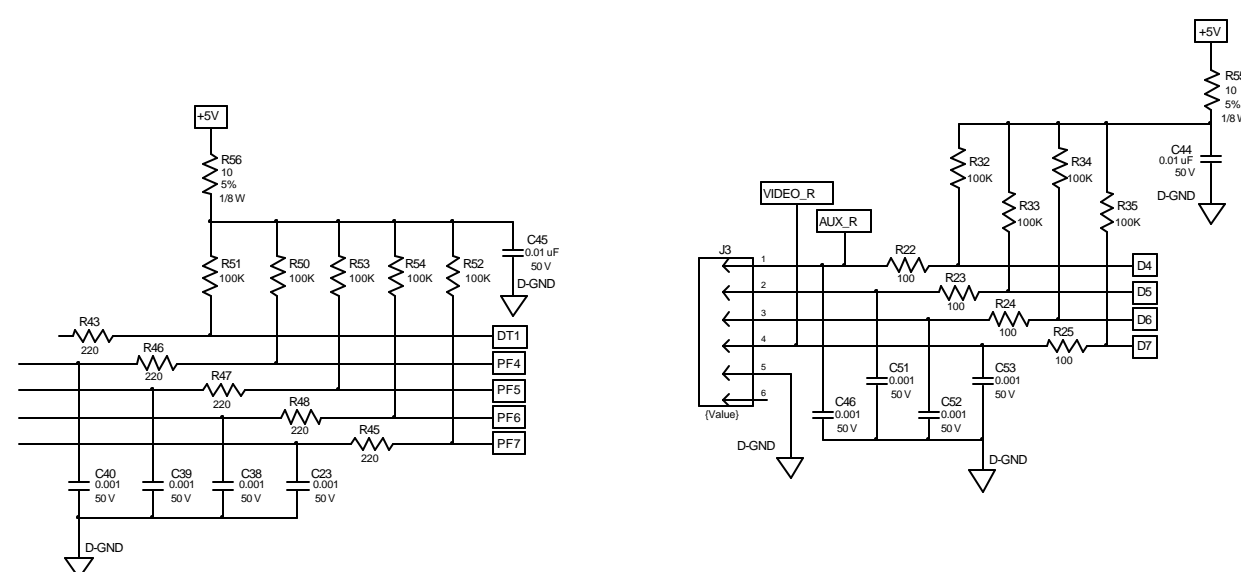 +5V
R56
10
5%
1/8 W
R51
100K
R50
100K
R53
100K
R54
100K
R52
100K
C45
0.01 uF
50 V
D-GND
R43
220
DT1
R46
220
PF4
R47
220
PF5
R48
220
PF6
R45
220
PF7
C40
0.001
50 V
C39
0.001
50 V
C38
0.001
50 V
C23
0.001
50 V
D-GND
+5V
R55
10
5%
1/8 W
C44
0.01 uF
50 V
D-GND
R32
100K
R33
100K
R34
100K
R35
100K
VIDEO_R
AUX_R
J3
1
2
3
4
5
6
{Value}
R22
100
D4
R23
100
D5
R24
100
D6
R25
100
D7
C46
0.001
50 V
C51
0.001
50 V
C52
0.001
50 V
C53
0.001
50 V
D-GND
D-GND